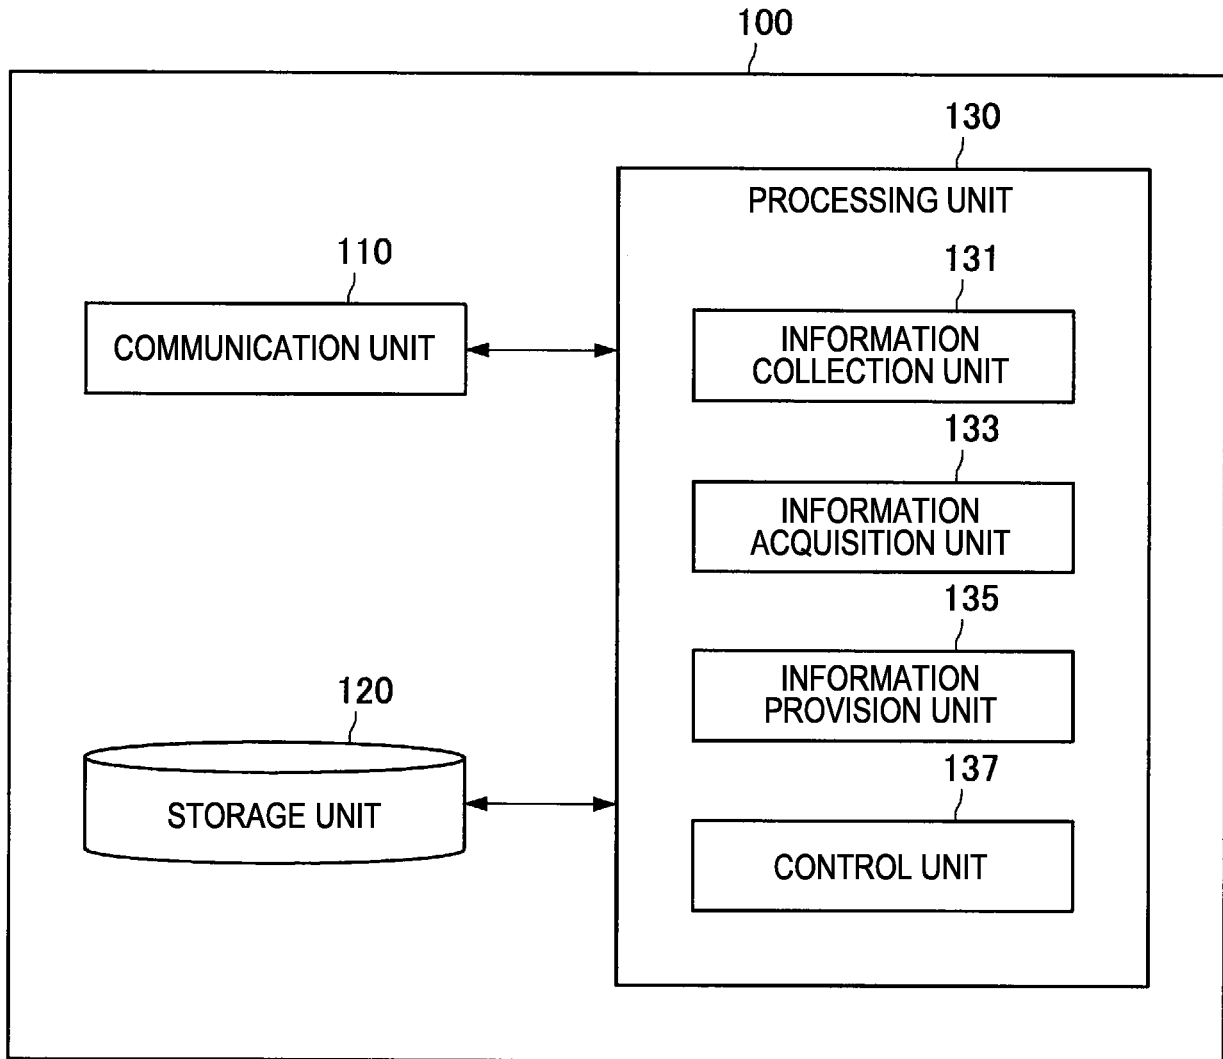 100
130
PROCESSING UNIT
110
COMMUNICATION UNIT
131
INFORMATION
COLLECTION UNIT
133
INFORMATION
ACQUISITION UNIT
135
INFORMATION
PROVISION UNIT
120
STORAGE UNIT
137
CONTROL UNIT